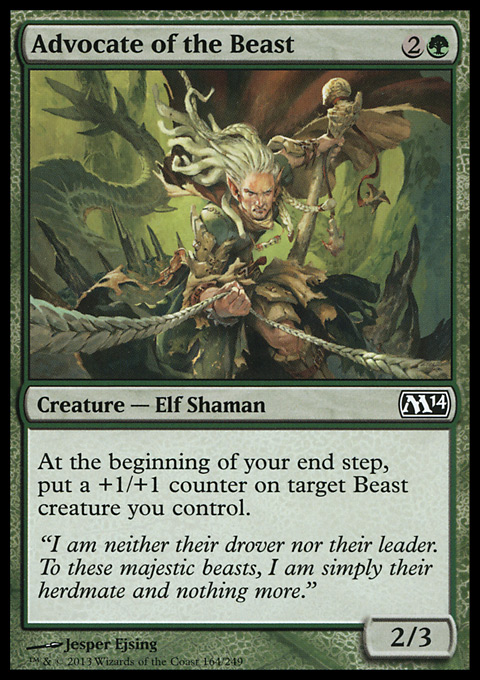 Advocate of the Beast 2
Creature — Elf Shaman M14
At the beginning of your end step,
put a +1/+1 counter on target Beast
creature you control.
“I am neither their drover nor their leader.
To these majestic beasts, I am simply their
herdmate and nothing more.”
Jesper Ejsing
2/3
™ & © 2013 Wizards of the Coast 164/249